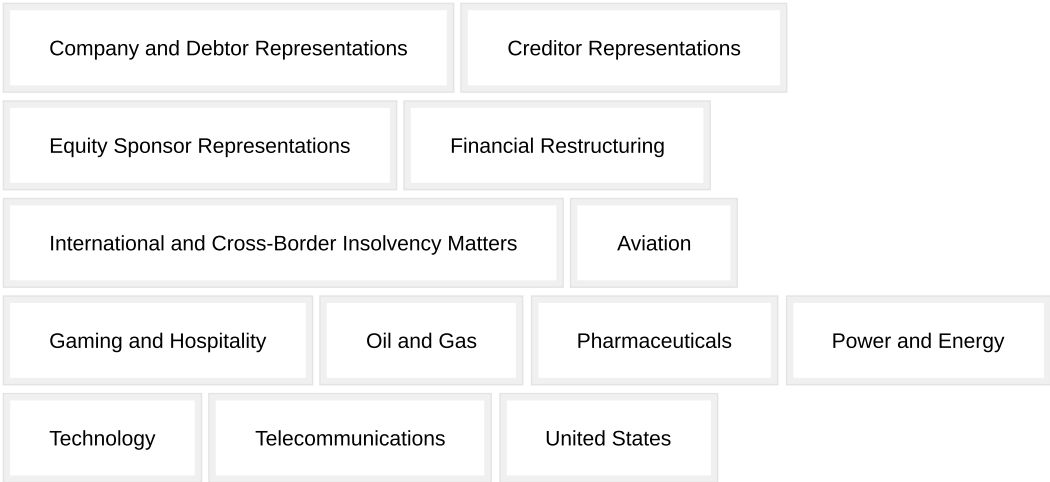 Company and Debtor Representations
Creditor Representations
Equity Sponsor Representations
Financial Restructuring
International and Cross-Border Insolvency Matters
Aviation
Gaming and Hospitality
Oil and Gas
Pharmaceuticals
Power and Energy
Technology
Telecommunications
United States